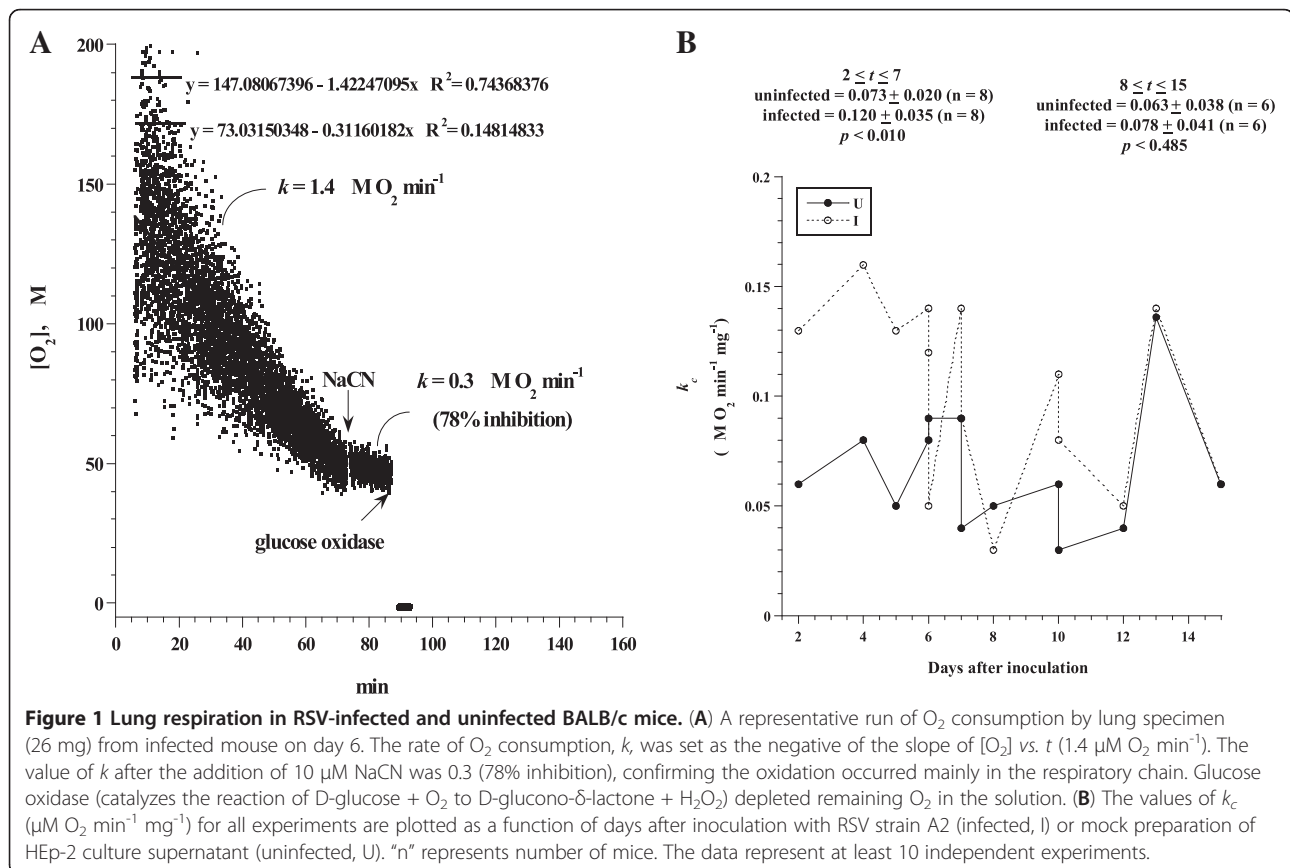 A
200
y = 147.08067396 - 1.42247095x R²=0.74368376
y = 73.03150348 - 0.31160182x R²=0.14814833
k = 1.4 M O₂ min⁻¹
150
[O₂], M
100
NaCN
k = 0.3 M O₂ min⁻¹
(78% inhibition)
50
glucose oxidase
0
0 20 40 60 80 100 120 140 160
min
B
2 ≤ t ≤ 7
uninfected = 0.073 ± 0.020 (n = 8)
infected = 0.120 ± 0.035 (n = 8)
p < 0.010
8 ≤ t ≤ 15
uninfected = 0.063 ± 0.038 (n = 6)
infected = 0.078 ± 0.041 (n = 6)
p < 0.485
0.2
U
I
0.15
k_c
( M O₂ min⁻¹ mg⁻¹)
0.1
0.05
0
2 4 6 8 10 12 14
Days after inoculation
Figure 1 Lung respiration in RSV-infected and uninfected BALB/c mice. (A) A representative run of O₂ consumption by lung specimen
(26 mg) from infected mouse on day 6. The rate of O₂ consumption, k, was set as the negative of the slope of [O₂] vs. t (1.4 μM O₂ min⁻¹). The
value of k after the addition of 10 μM NaCN was 0.3 (78% inhibition), confirming the oxidation occurred mainly in the respiratory chain. Glucose
oxidase (catalyzes the reaction of D-glucose + O₂ to D-glucono-δ-lactone + H₂O₂) depleted remaining O₂ in the solution. (B) The values of k_c
(μM O₂ min⁻¹ mg⁻¹) for all experiments are plotted as a function of days after inoculation with RSV strain A2 (infected, I) or mock preparation of
HEp-2 culture supernatant (uninfected, U). "n" represents number of mice. The data represent at least 10 independent experiments.